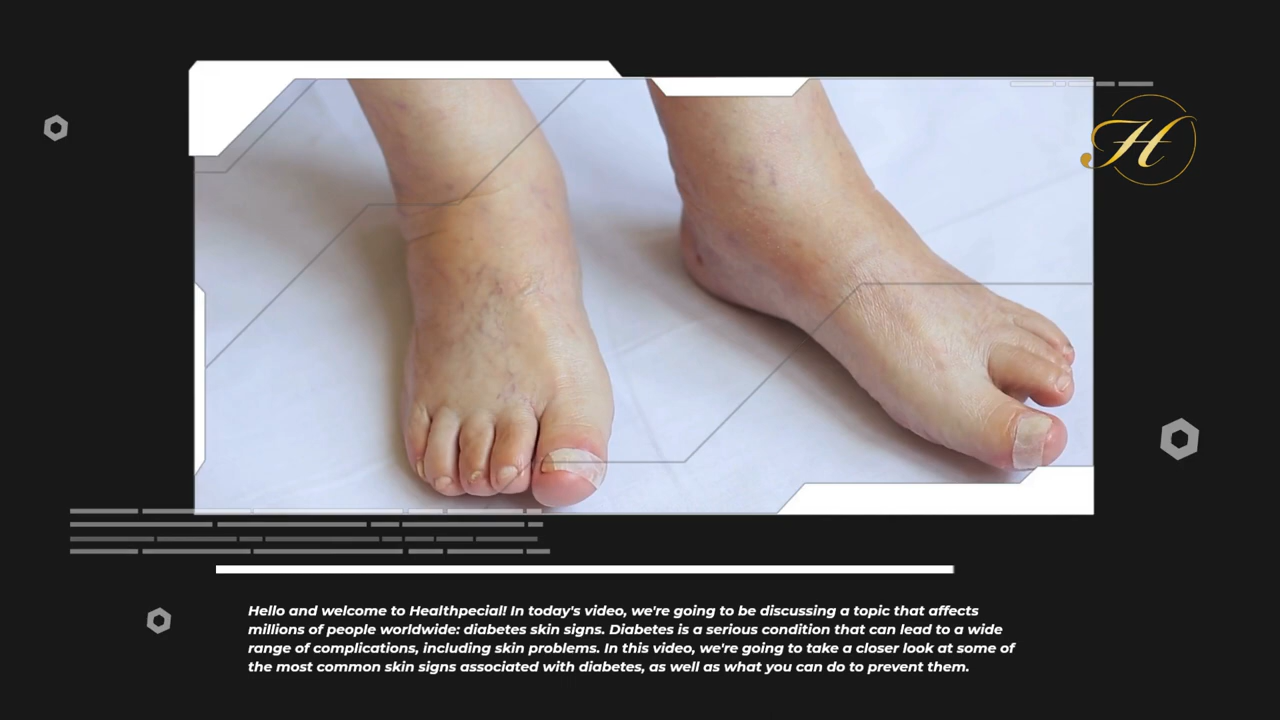 H
Hello and welcome to Healthpecial! In today's video, we're going to be discussing a topic that affects
millions of people worldwide: diabetes skin signs. Diabetes is a serious condition that can lead to a wide
range of complications, including skin problems. In this video, we're going to take a closer look at some of
the most common skin signs associated with diabetes, as well as what you can do to prevent them.